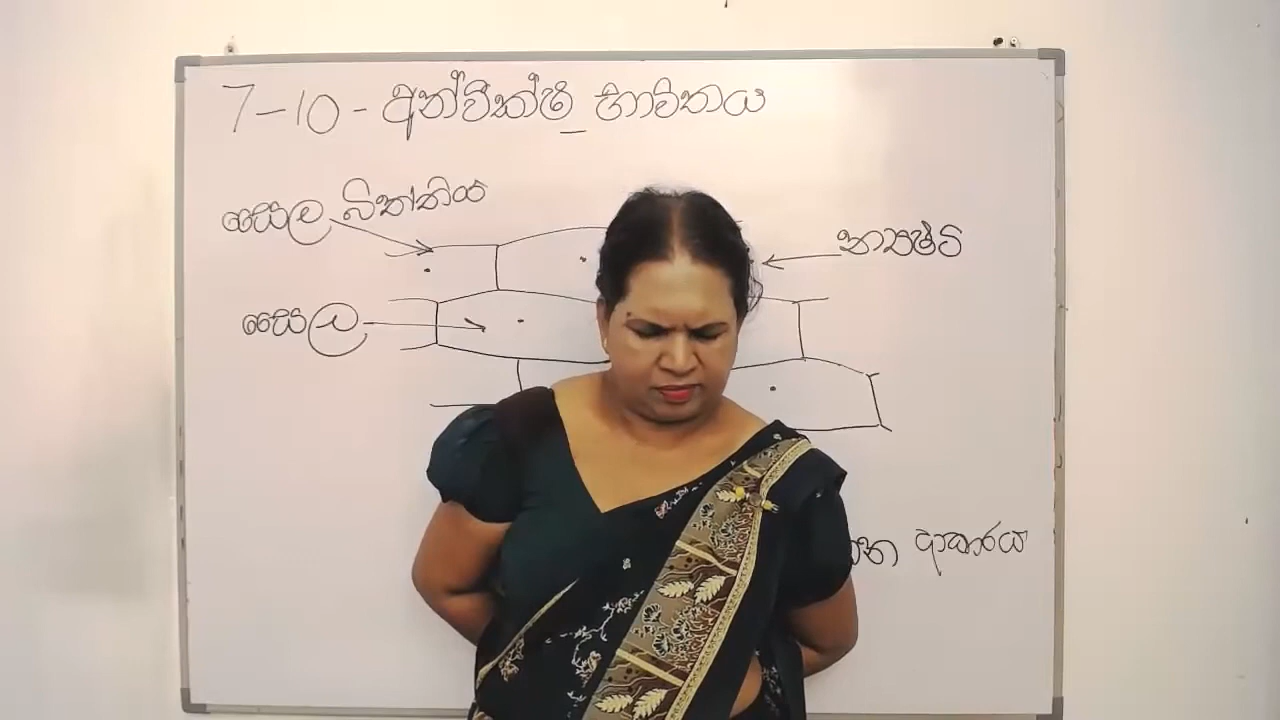 7-10 - අන්වීක්ෂ භාවිතය
සෛල බිත්තිය
න්‍යෂ්ටි
සෛල
ආකාරය